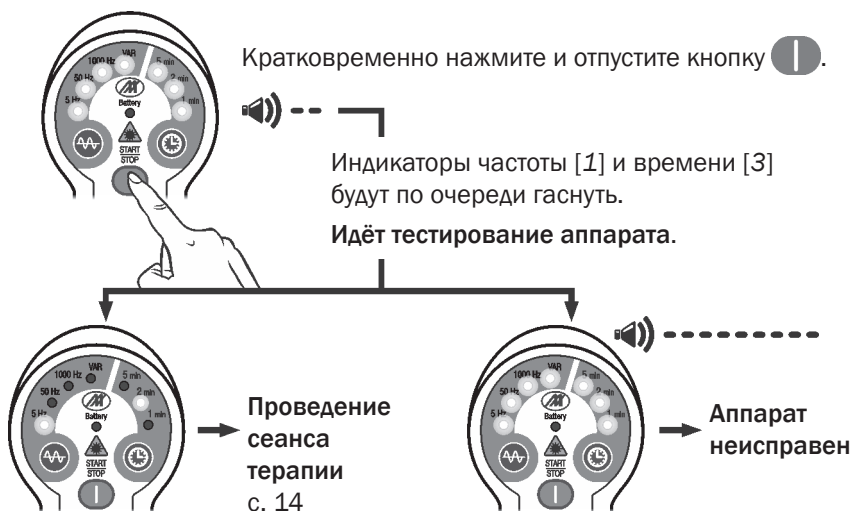 Кратковременно нажмите и отпустите кнопку .
1000 Hz VAR 5 min
50 Hz 2 min
5 Hz 1 min
Battery
START
STOP
Индикаторы частоты [1] и времени [3]
будут по очереди гаснуть.
Идёт тестирование аппарата.
1000 Hz VAR 5 min
50 Hz 2 min
5 Hz 1 min
Battery
START
STOP
Проведение
сеанса
терапии
с. 14
1000 Hz VAR 5 min
50 Hz 2 min
5 Hz 1 min
Battery
START
STOP
Аппарат
неисправен